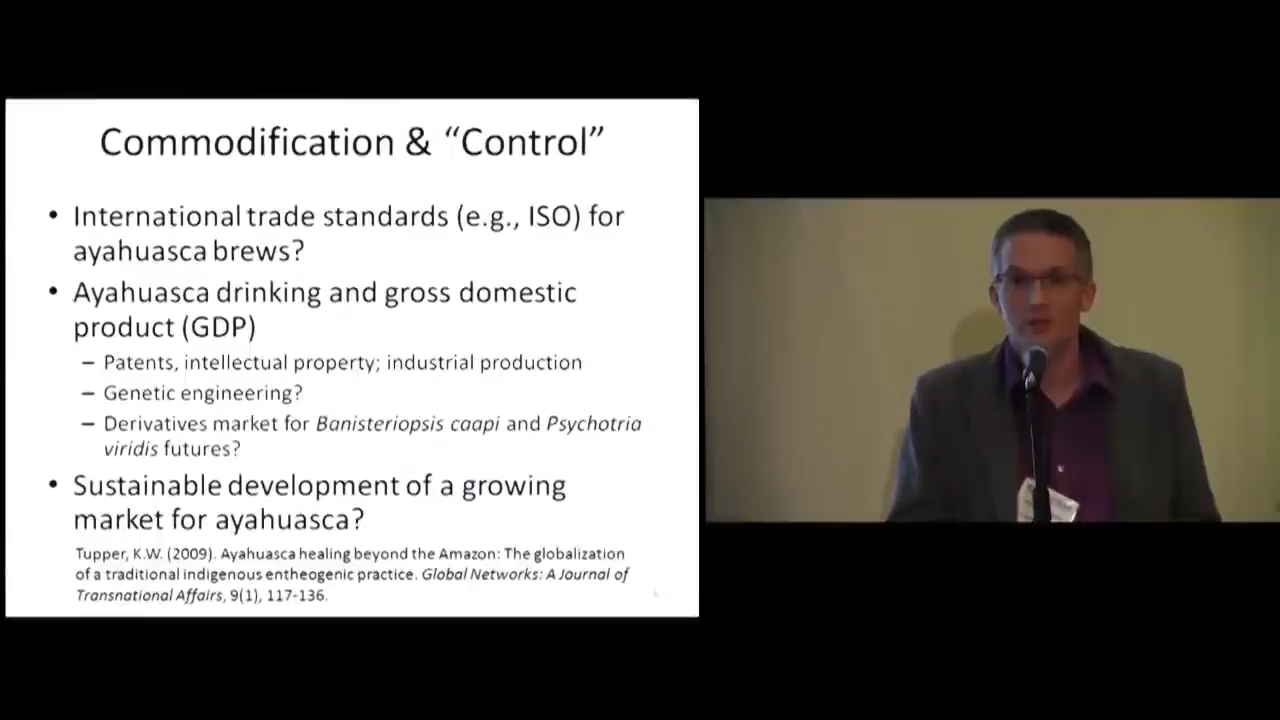 Commodification & “Control”
• International trade standards (e.g., ISO) for
ayahuasca brews?
• Ayahuasca drinking and gross domestic
product (GDP)
– Patents, intellectual property; industrial production
– Genetic engineering?
– Derivatives market for Banisteriopsis caapi and Psychotria
viridis futures?
• Sustainable development of a growing
market for ayahuasca?
Tupper, K.W. (2009). Ayahuasca healing beyond the Amazon: The globalization
of a traditional indigenous entheogenic practice. Global Networks: A Journal of
Transnational Affairs, 9(1), 117-136.